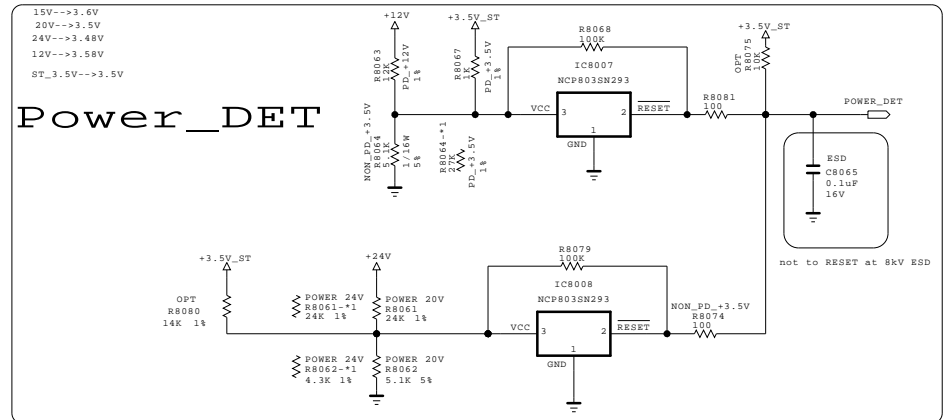 15V-->3.6V
20V-->3.5V
24V-->3.48V
12V-->3.58V
ST_3.5V-->3.5V
Power_DET
+12V
+3.5V_ST
R8063
12K
PD_+12V
1%
R8067
1K
PD_+3.5V
1%
R8068
100K
IC8007
NCP803SN293
VCC
3
2
RESET
1
GND
NON_PD_+3.5V
R8064
5.1K
1/16W
5%
R8064-*1
27K
PD_+3.5V
1%
R8081
100
+3.5V_ST
OPT
R8075
10K
POWER_DET
ESD
C8065
0.1uF
16V
not to RESET at 8kV ESD
+3.5V_ST
OPT
R8080
14K 1%
+24V
POWER 24V
R8061-*1
24K 1%
POWER 20V
R8061
24K 1%
POWER 24V
R8062-*1
4.3K 1%
POWER 20V
R8062
5.1K 5%
R8079
100K
IC8008
NCP803SN293
VCC
3
2
RESET
1
GND
NON_PD_+3.5V
R8074
100